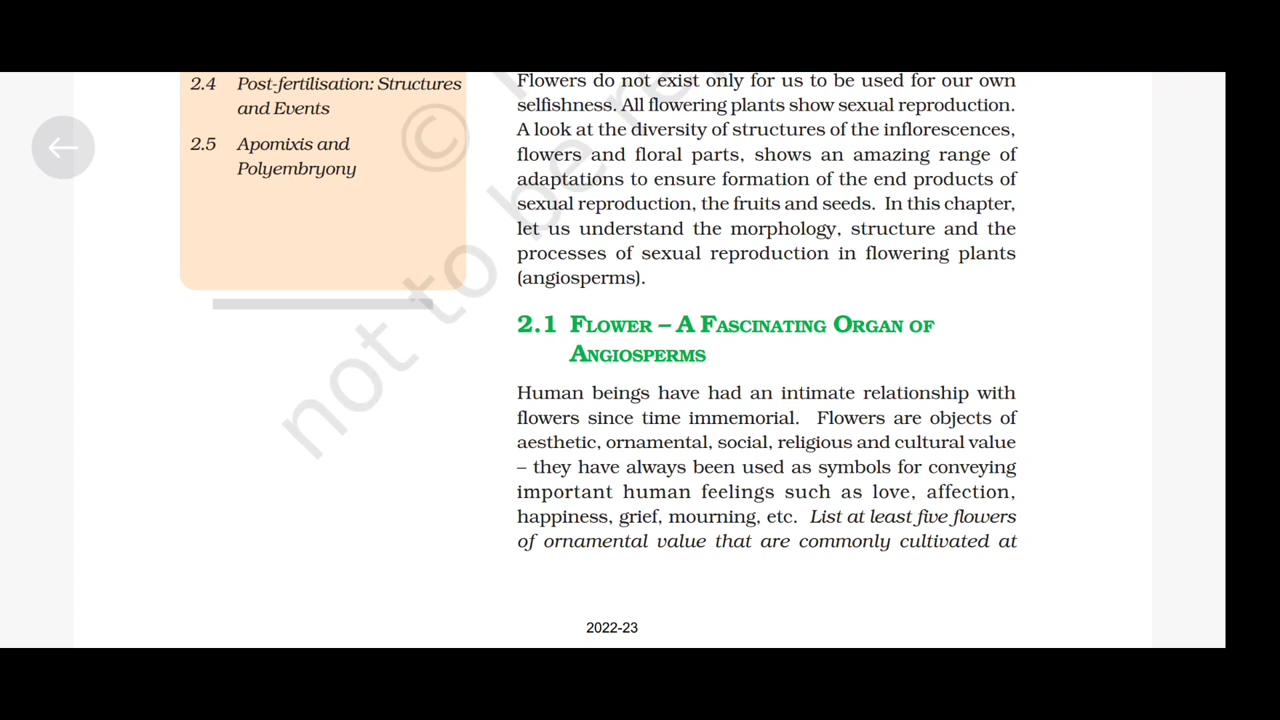 2.4 Post-fertilisation: Structures
and Events
2.5 Apomixis and
Polyembryony
Flowers do not exist only for us to be used for our own
selfishness. All flowering plants show sexual reproduction.
A look at the diversity of structures of the inflorescences,
flowers and floral parts, shows an amazing range of
adaptations to ensure formation of the end products of
sexual reproduction, the fruits and seeds. In this chapter,
let us understand the morphology, structure and the
processes of sexual reproduction in flowering plants
(angiosperms).
2.1 Flower – A Fascinating Organ of
Angiosperms
Human beings have had an intimate relationship with
flowers since time immemorial. Flowers are objects of
aesthetic, ornamental, social, religious and cultural value
– they have always been used as symbols for conveying
important human feelings such as love, affection,
happiness, grief, mourning, etc. List at least five flowers
of ornamental value that are commonly cultivated at
2022-23
©
not to be